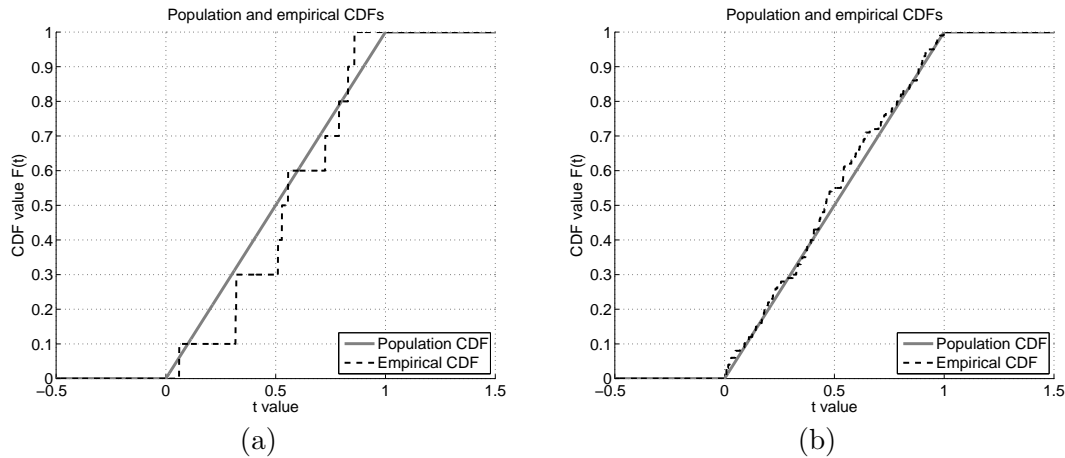 Population and empirical CDFs
CDF value F(t)
1
0.9
0.8
0.7
0.6
0.5
0.4
0.3
0.2
0.1
0
−0.5 0 0.5 1 1.5
t value
Population CDF
Empirical CDF
(a)
Population and empirical CDFs
CDF value F(t)
1
0.9
0.8
0.7
0.6
0.5
0.4
0.3
0.2
0.1
0
−0.5 0 0.5 1 1.5
t value
Population CDF
Empirical CDF
(b)